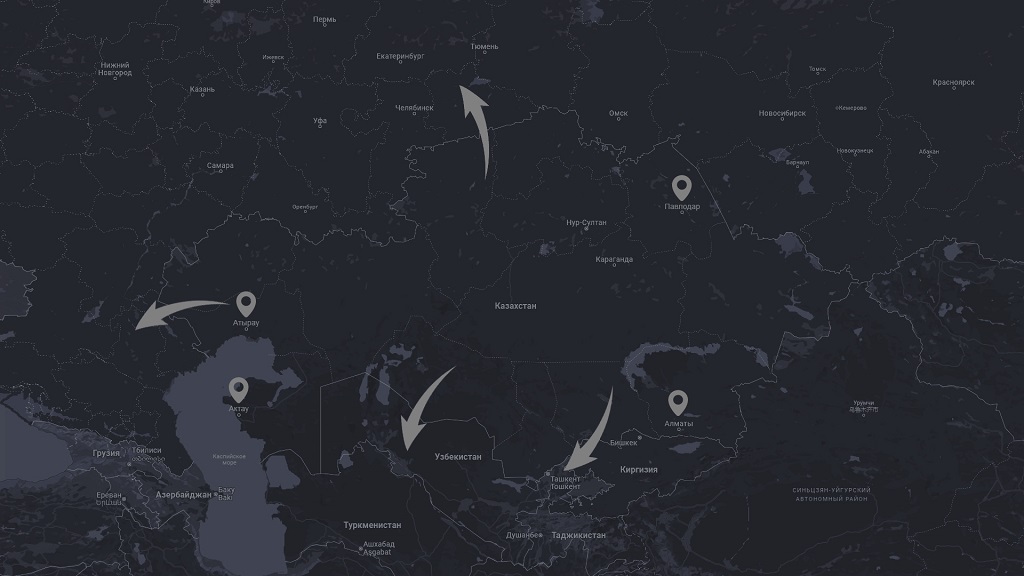 Киров
Пермь
Тюмень
Екатеринбург
Ижевск
Нижний
Новгород
Томск
Красноярск
Казань
Челябинск
Омск
Новосибирск
Кемерово
Уфа
Новокузнецк
Абакан
Самара
Барнаул
Оренбург
Павлодар
Нур-Султан
Караганда
Казахстан
Атырау
Актау
Урумчи
乌鲁木齐市
Алматы
Бишкек
Грузия
Тбилиси
Каспийское
море
Узбекистан
Киргизия
Ташкент
Toshkent
Ереван
Азербайджан
Баку
Bakı
СИНЬЦЗЯН-УЙГУРСКИЙ
АВТОНОМНЫЙ РАЙОН
Туркменистан
Душанбе
Таджикистан
Ашхабад
Aşgabat